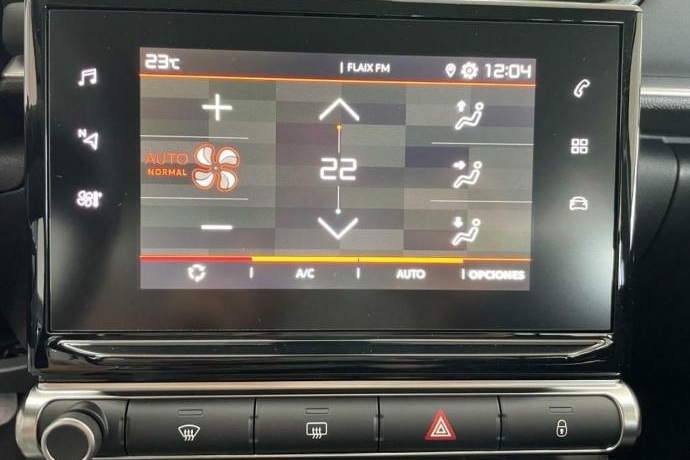 23°C | FLAIX FM 12:04
N
AUTO
NORMAL
22
A/C | AUTO | OPCIONES